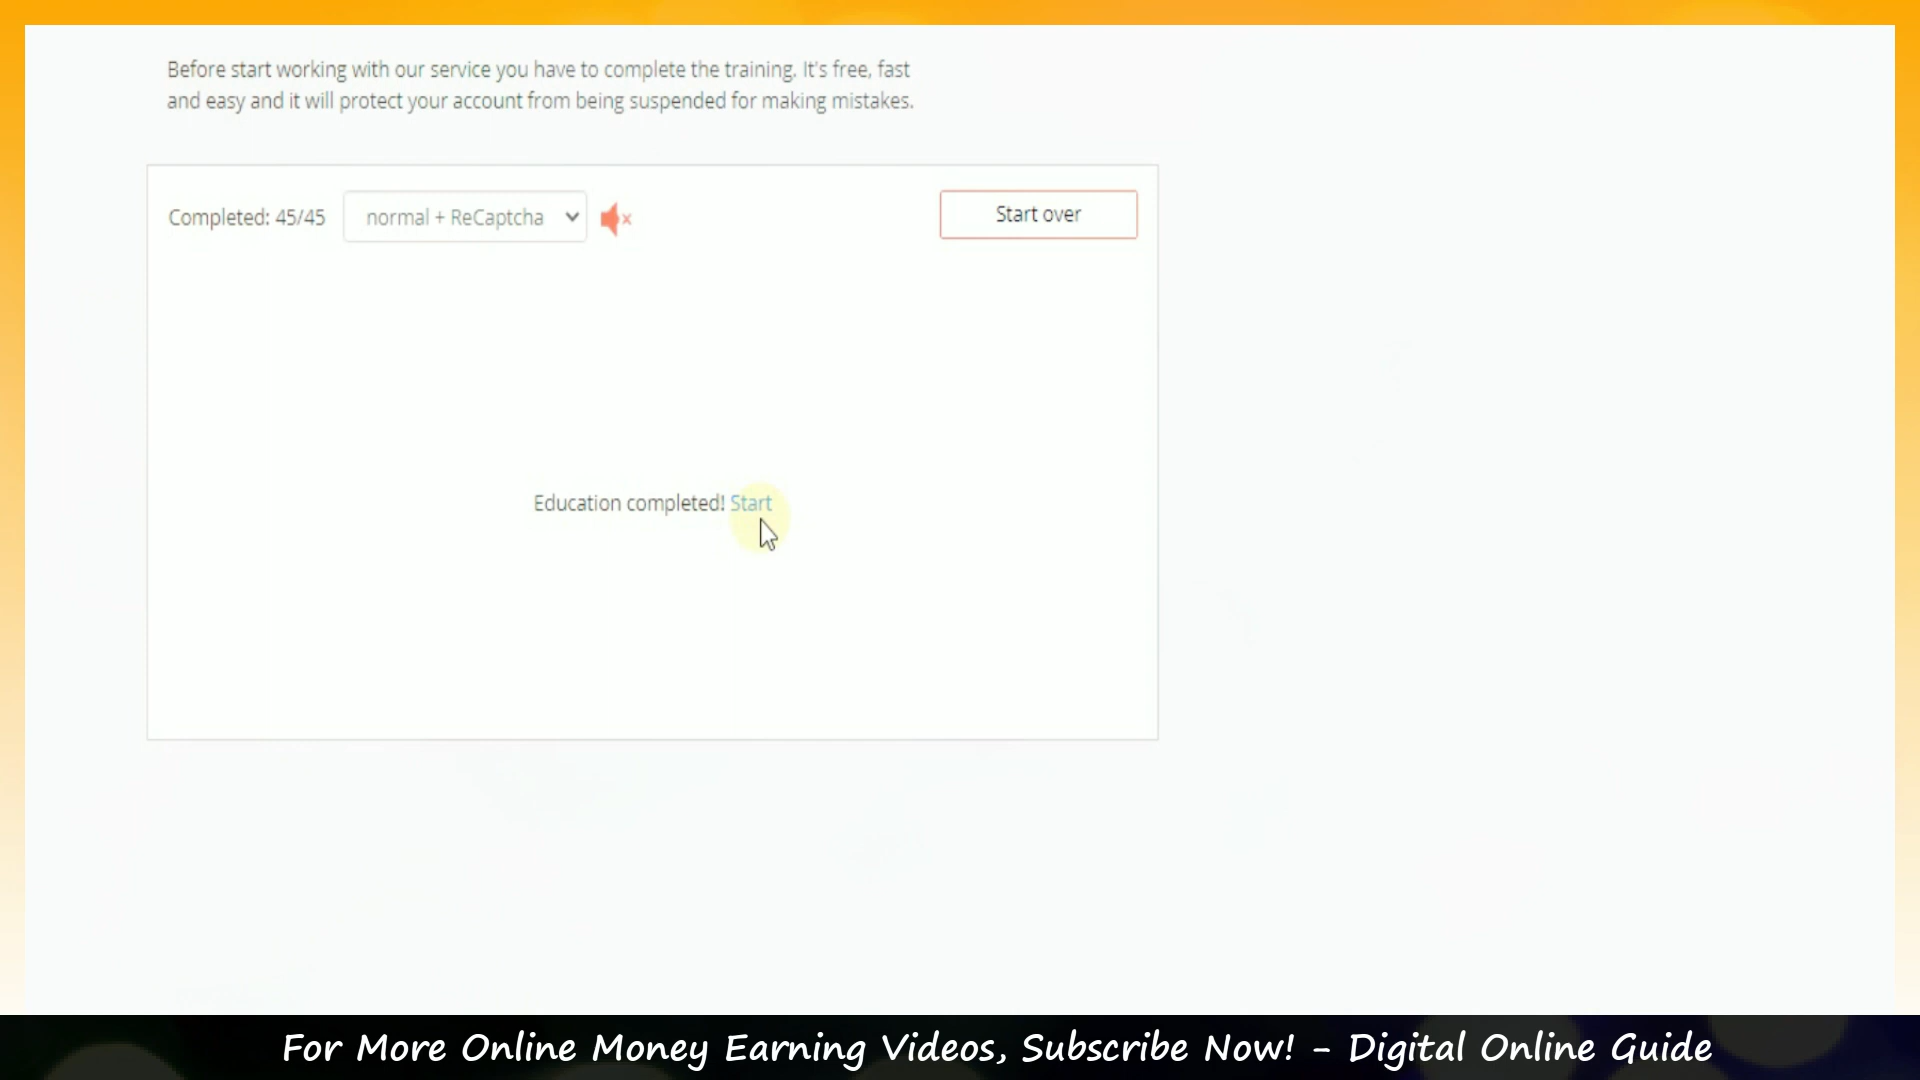 Before start working with our service you have to complete the training. It's free, fast
and easy and it will protect your account from being suspended for making mistakes.
Completed: 45/45 normal + ReCaptcha Start over
Education completed! Start
For More Online Money Earning Videos, Subscribe Now! - Digital Online Guide